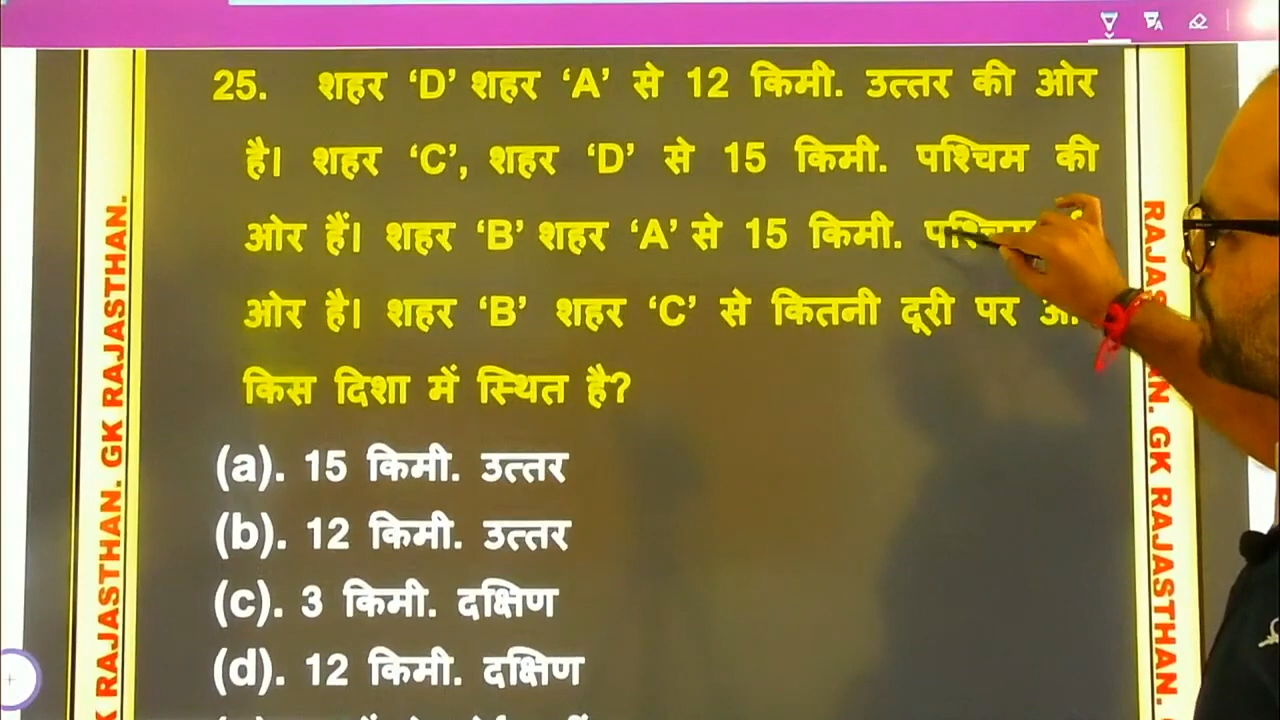 25. शहर ‘D’ शहर ‘A’ से 12 किमी. उत्तर की ओर
है। शहर ‘C’, शहर ‘D’ से 15 किमी. पश्चिम की
ओर हैं। शहर ‘B’ शहर ‘A’ से 15 किमी.
ओर है। शहर ‘B’ शहर ‘C’ से कितनी दूरी पर
किस दिशा में स्थित है?
(a). 15 किमी. उत्तर
(b). 12 किमी. उत्तर
(c). 3 किमी. दक्षिण
(d). 12 किमी. दक्षिण
RAJASTHAN. GK RAJASTHAN.
GK RAJASTHAN.